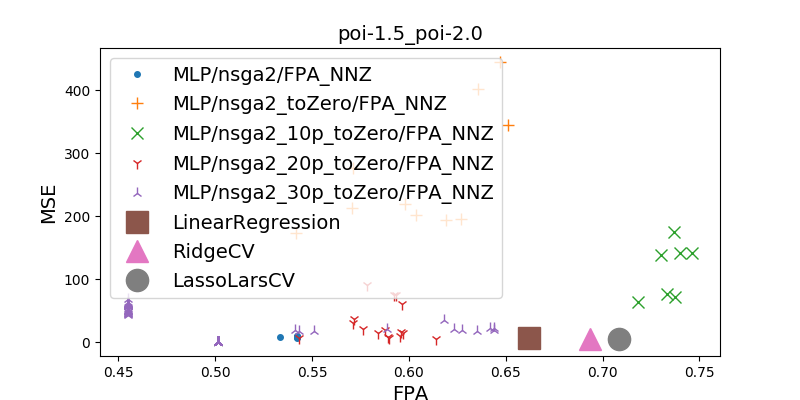 poi-1.5_poi-2.0
MSE
400
300
200
100
0
MLP/nsga2/FPA_NNZ
MLP/nsga2_toZero/FPA_NNZ
MLP/nsga2_10p_toZero/FPA_NNZ
MLP/nsga2_20p_toZero/FPA_NNZ
MLP/nsga2_30p_toZero/FPA_NNZ
LinearRegression
RidgeCV
LassoLarsCV
0.45 0.50 0.55 0.60 0.65 0.70 0.75
FPA